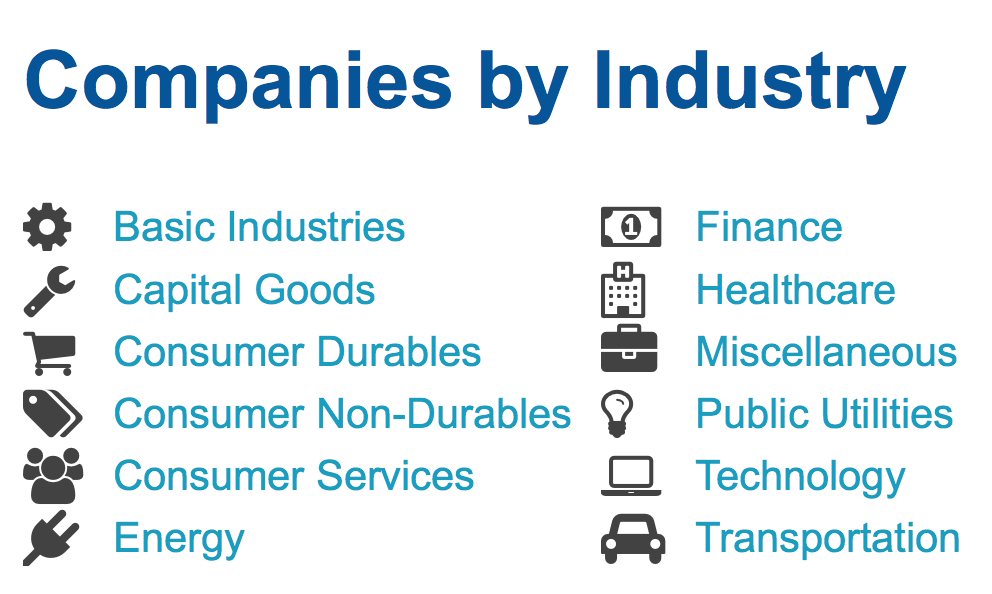 Companies by Industry
Basic Industries
Capital Goods
Consumer Durables
Consumer Non-Durables
Consumer Services
Energy
1
Finance
H
Healthcare
Miscellaneous
Public Utilities
Technology
Transportation